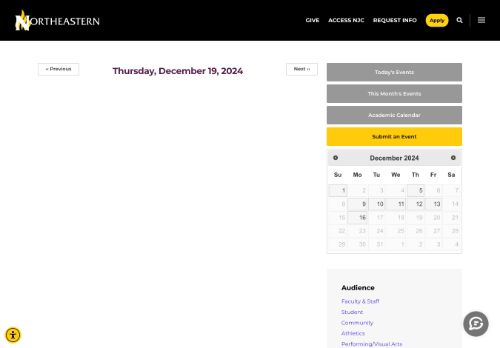 NORTHEASTERN
GIVE ACCESS NJC REQUEST INFO Apply
‹‹ Previous
Thursday, December 19, 2024
Next ››
Today's Events
This Month's Events
Academic Calendar
Submit an Event
December 2024
Su Mo Tu We Th Fr Sa
1 2 3 4 5 6 7
8 9 10 11 12 13 14
15 16 17 18 19 20 21
22 23 24 25 26 27 28
29 30 31 1 2 3 4
Audience
Faculty & Staff
Student
Community
Athletics
Performing/Visual Arts